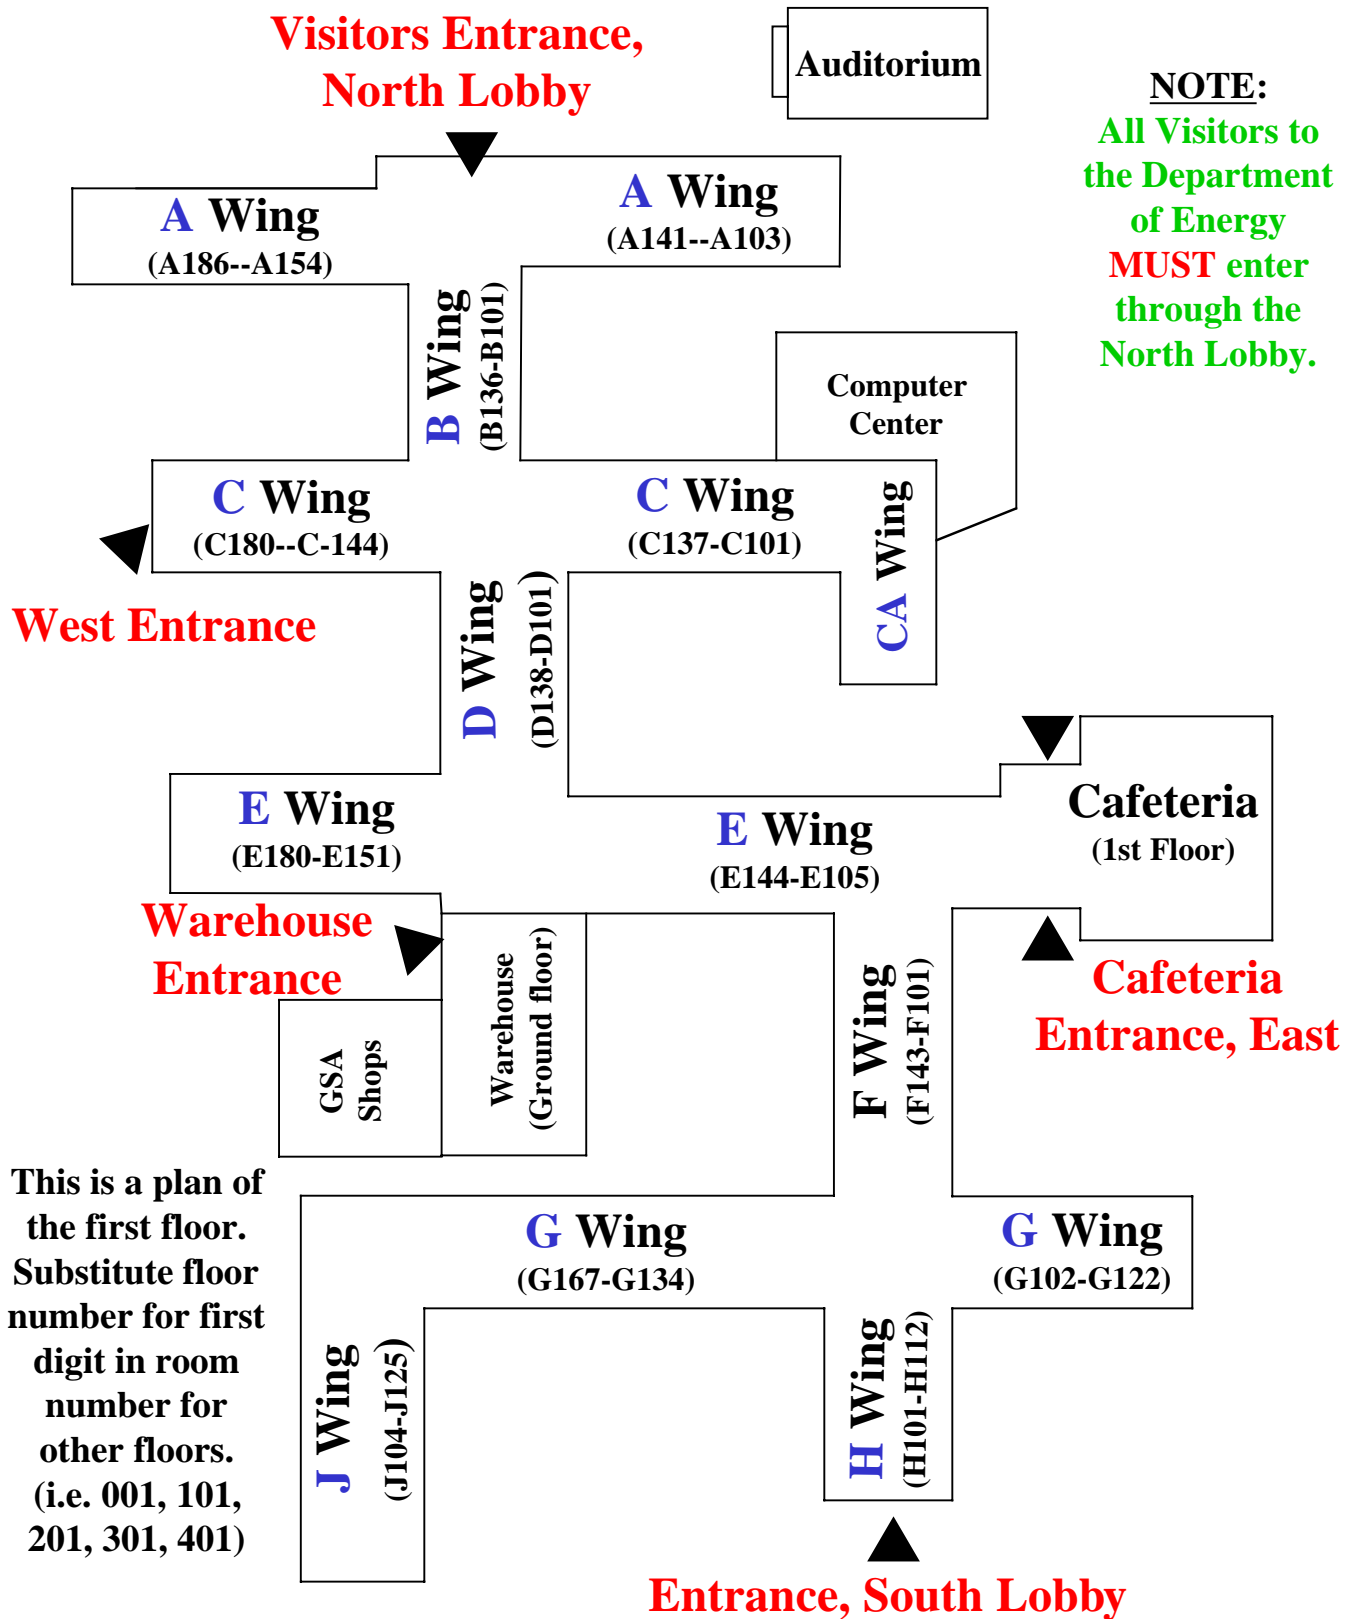 Visitors Entrance,
North Lobby
Auditorium
NOTE:
All Visitors to
the Department
of Energy
MUST enter
through the
North Lobby.
A Wing
(A186--A154)
A Wing
(A141--A103)
B Wing
(B136-B101)
Computer
Center
C Wing
(C180--C-144)
C Wing
(C137-C101)
CA Wing
West Entrance
D Wing
(D138-D101)
E Wing
(E180-E151)
E Wing
(E144-E105)
Cafeteria
(1st Floor)
Warehouse
Entrance
Warehouse
(Ground floor)
GSA
Shops
F Wing
(F143-F101)
Cafeteria
Entrance, East
This is a plan of
the first floor.
Substitute floor
number for first
digit in room
number for
other floors.
(i.e. 001, 101,
201, 301, 401)
G Wing
(G167-G134)
G Wing
(G102-G122)
J Wing
(J104-J125)
H Wing
(H101-H112)
Entrance, South Lobby